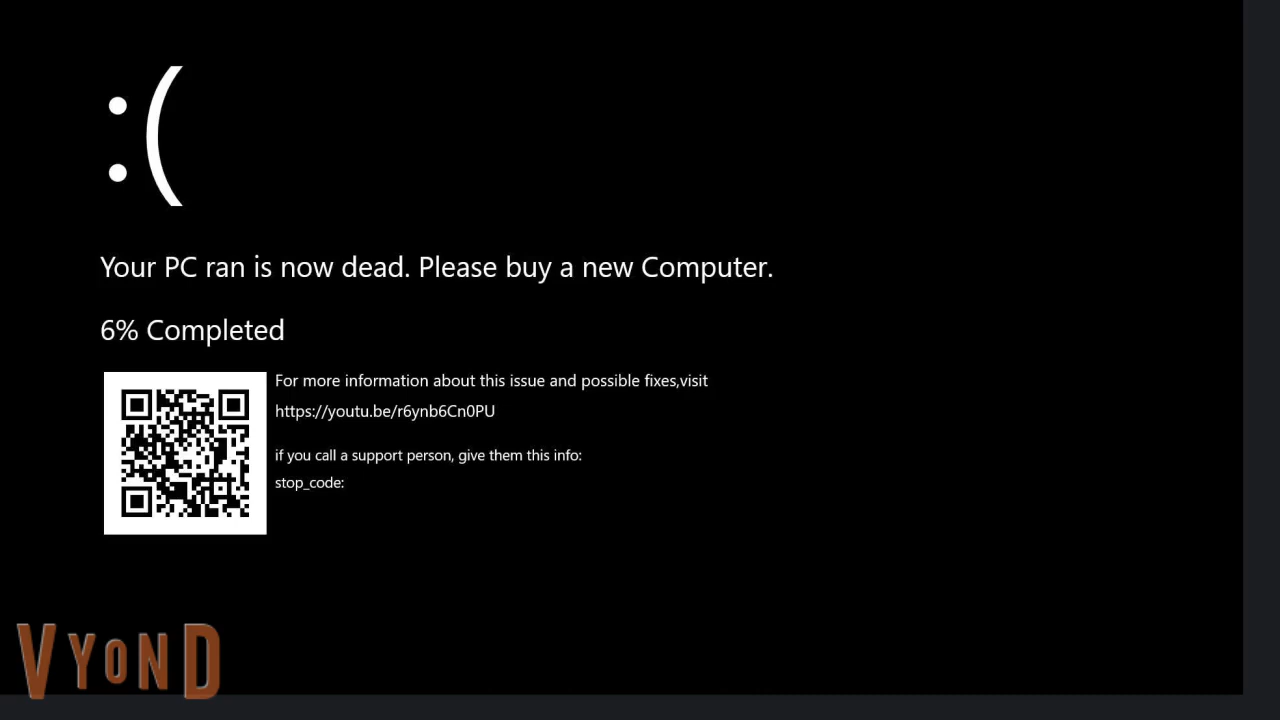 :(
Your PC ran is now dead. Please buy a new Computer.
6% Completed
For more information about this issue and possible fixes,visit
https://youtu.be/r6ynb6Cn0PU
if you call a support person, give them this info:
stop_code:
VYOND